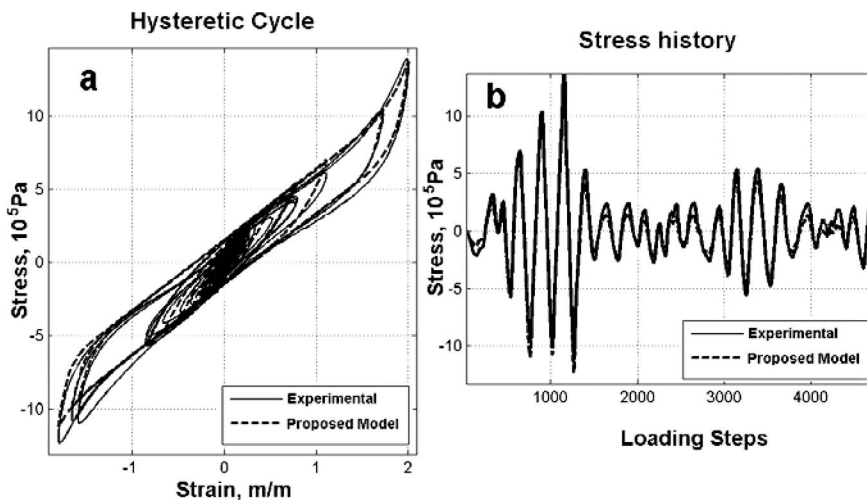 Hysteretic Cycle
a
Stress, 10⁵Pa
10
5
0
-5
-10
-1
0
1
2
Strain, m/m
Experimental
Proposed Model
Stress history
b
Stress, 10⁵Pa
10
5
0
-5
-10
1000
2000
3000
4000
Loading Steps
Experimental
Proposed Model